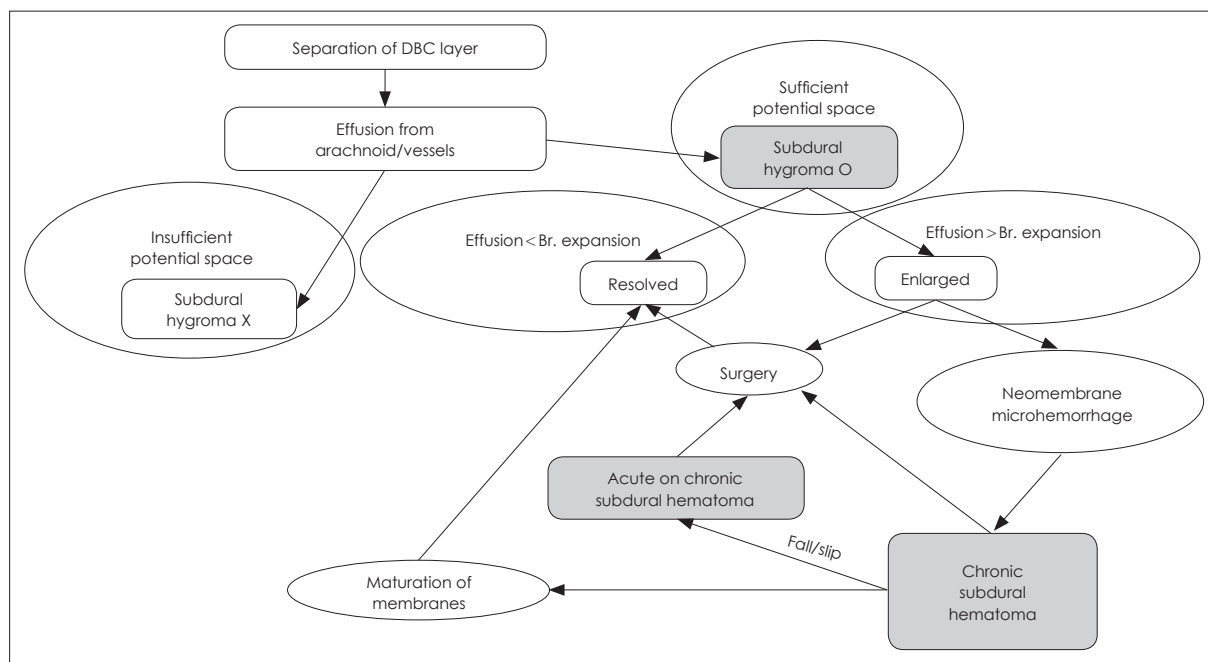 Separation of DBC layer
Effusion from
arachnoid/vessels
Sufficient
potential space
Subdural
hygroma O
Insufficient
potential space
Subdural
hygroma X
Effusion<Br. expansion
Resolved
Effusion>Br. expansion
Enlarged
Surgery
Neomembrane
microhemorrhage
Acute on chronic
subdural hematoma
Fall/slip
Maturation of
membranes
Chronic
subdural
hematoma